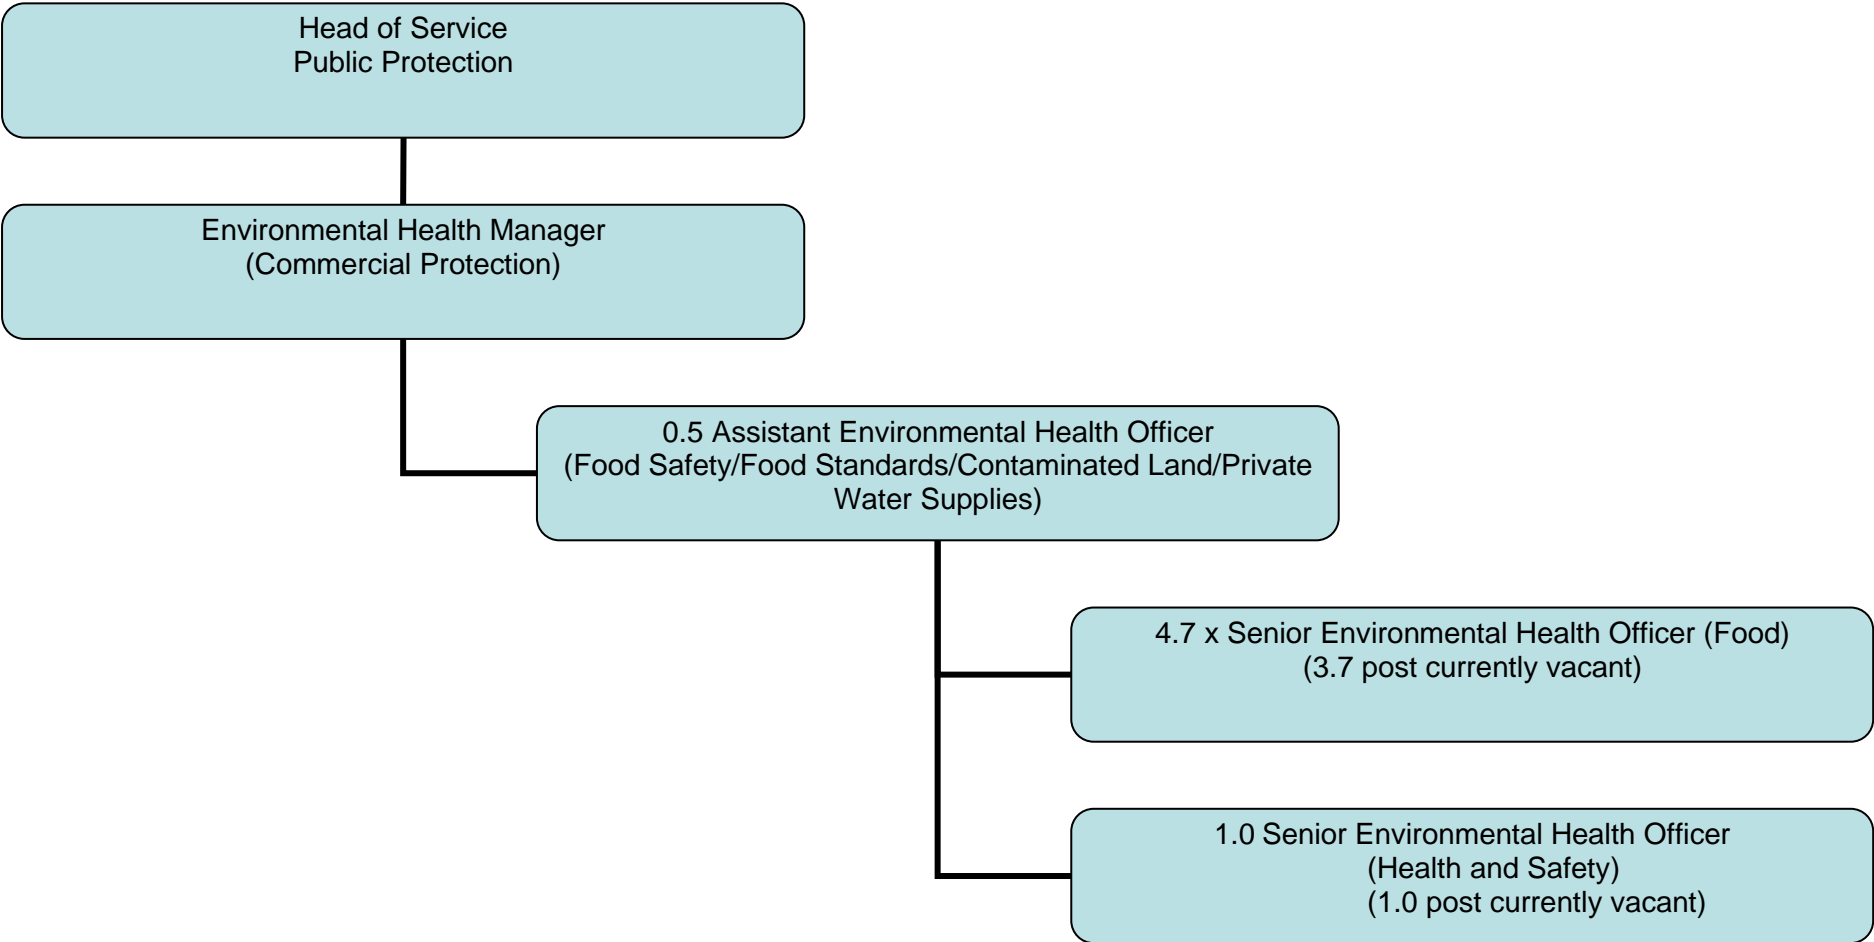 Head of Service
Public Protection
Environmental Health Manager
(Commercial Protection)
0.5 Assistant Environmental Health Officer
(Food Safety/Food Standards/Contaminated Land/Private
Water Supplies)
4.7 x Senior Environmental Health Officer (Food)
(3.7 post currently vacant)
1.0 Senior Environmental Health Officer
(Health and Safety)
(1.0 post currently vacant)